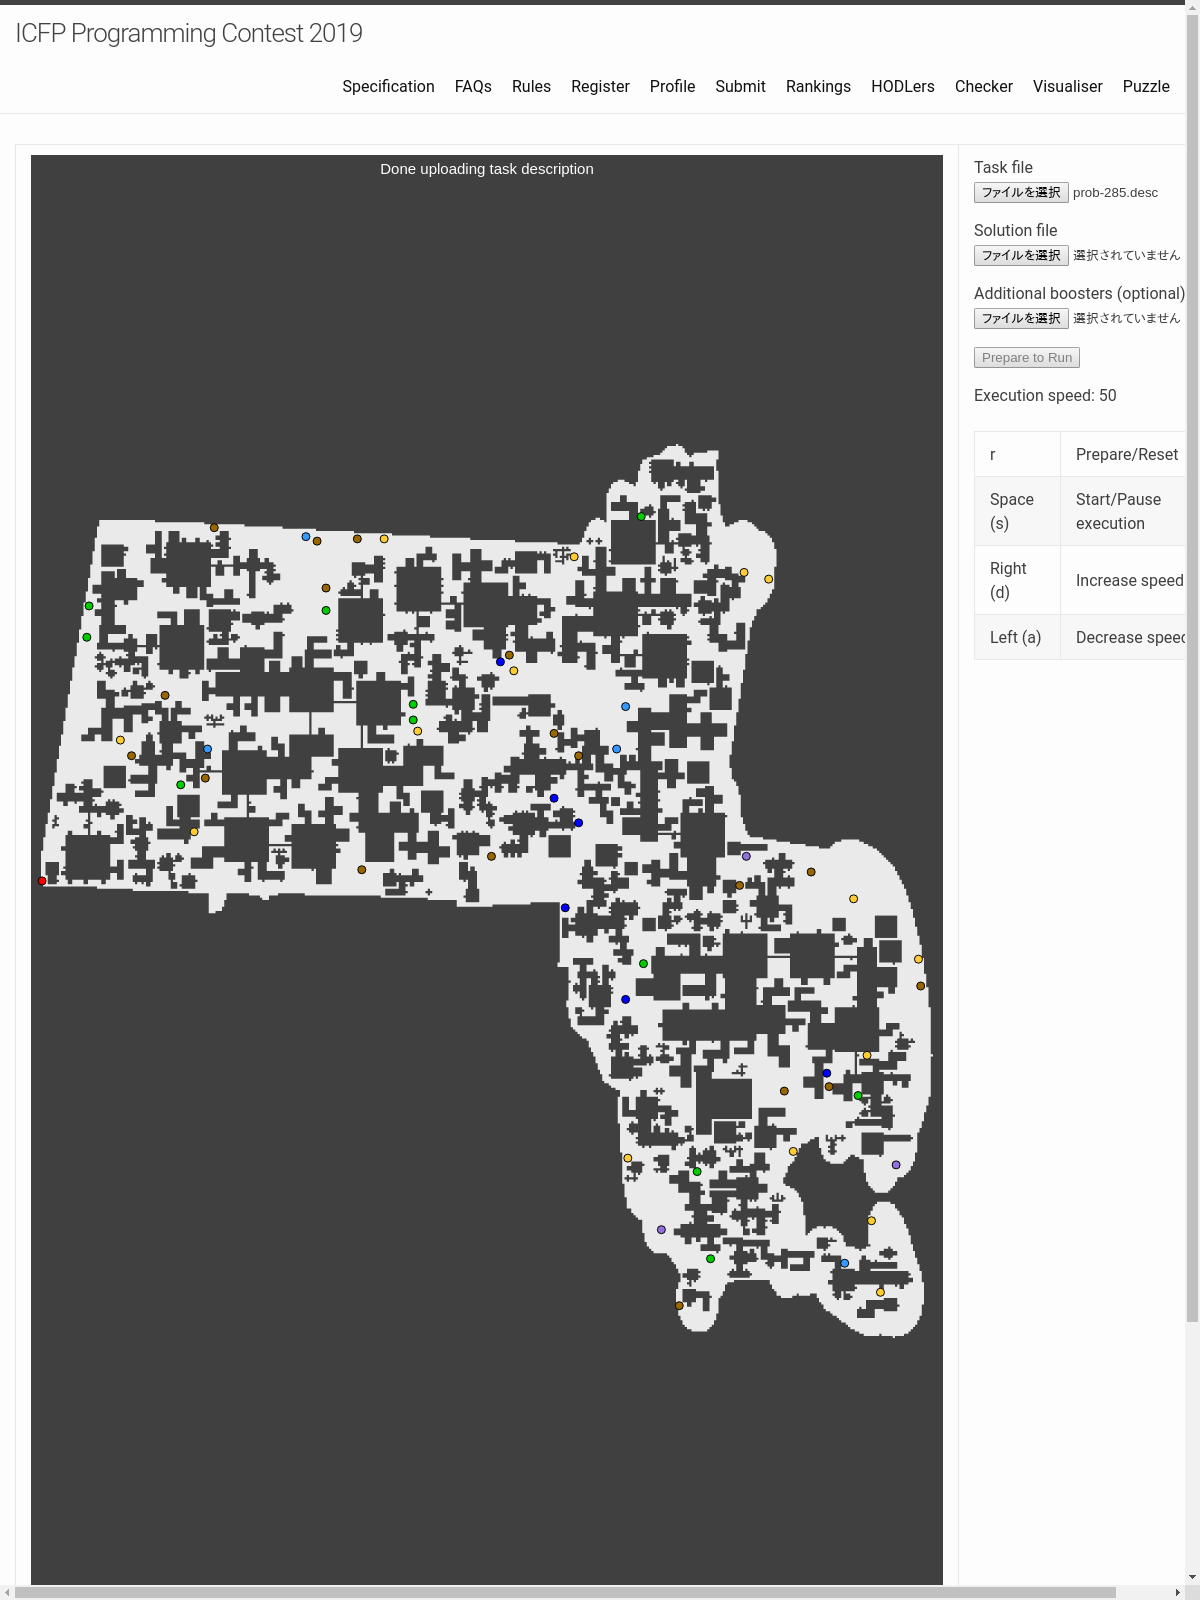 ICFP Programming Contest 2019
Specification FAQs Rules Register Profile Submit Rankings HODLers Checker Visualiser Puzzle
Done uploading task description
Task file
ファイルを選択 prob-285.desc
Solution file
ファイルを選択 選択されていません
Additional boosters (optional)
ファイルを選択 選択されていません
Prepare to Run
Execution speed: 50
r Prepare/Reset
Space (s) Start/Pause execution
Right (d) Increase speed
Left (a) Decrease speed